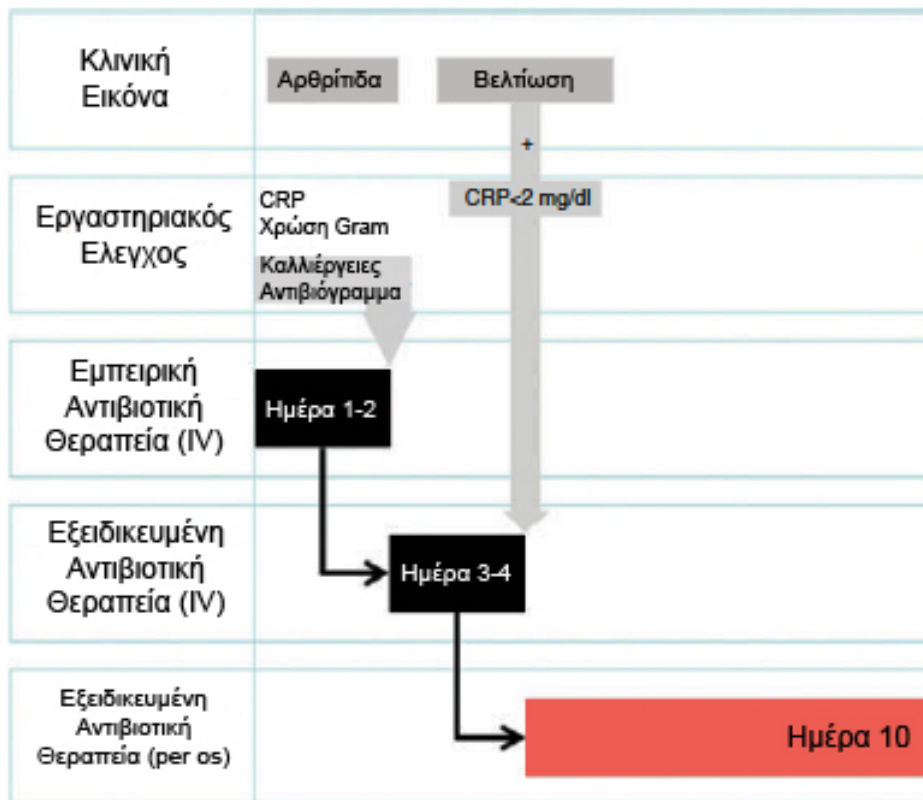 Κλινική
Εικόνα
Αρθρίτιδα
Βελτίωση
+
Εργαστηριακός
Ελεγχος
CRP
Χρώση Gram
Καλλιέργειες
Αντιβιόγραμμα
CRP<2 mg/dl
Εμπειρική
Αντιβιοτική
Θεραπεία (IV)
Ημέρα 1-2
Εξειδικευμένη
Αντιβιοτική
Θεραπεία (IV)
Ημέρα 3-4
Εξειδικευμένη
Αντιβιοτική
Θεραπεία (per os)
Ημέρα 10